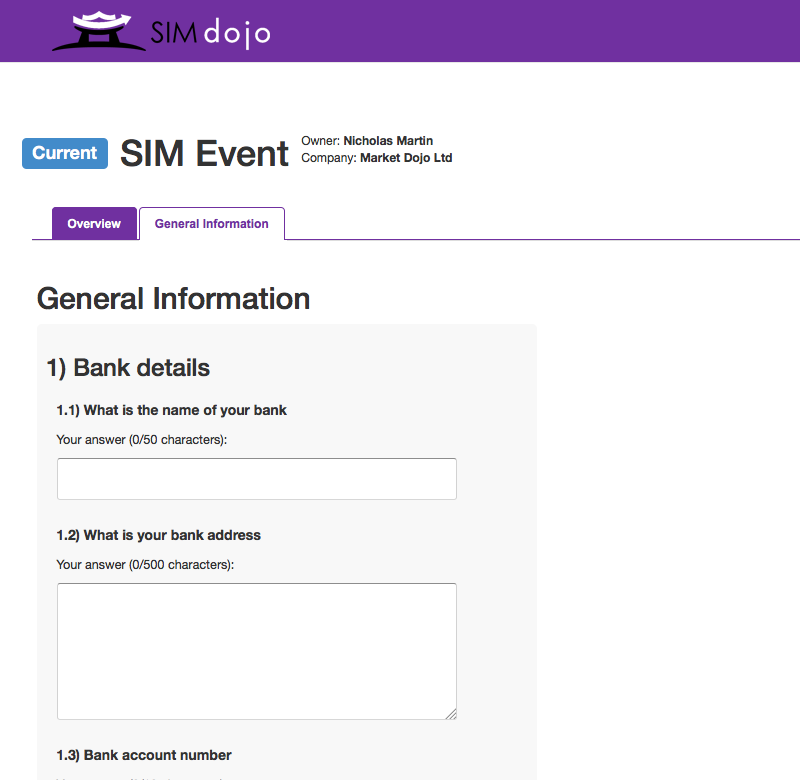 SIM dojo
Current
SIM Event
Owner: Nicholas Martin
Company: Market Dojo Ltd
Overview
General Information
General Information
1) Bank details
1.1) What is the name of your bank
Your answer (0/50 characters):
1.2) What is your bank address
Your answer (0/500 characters):
1.3) Bank account number